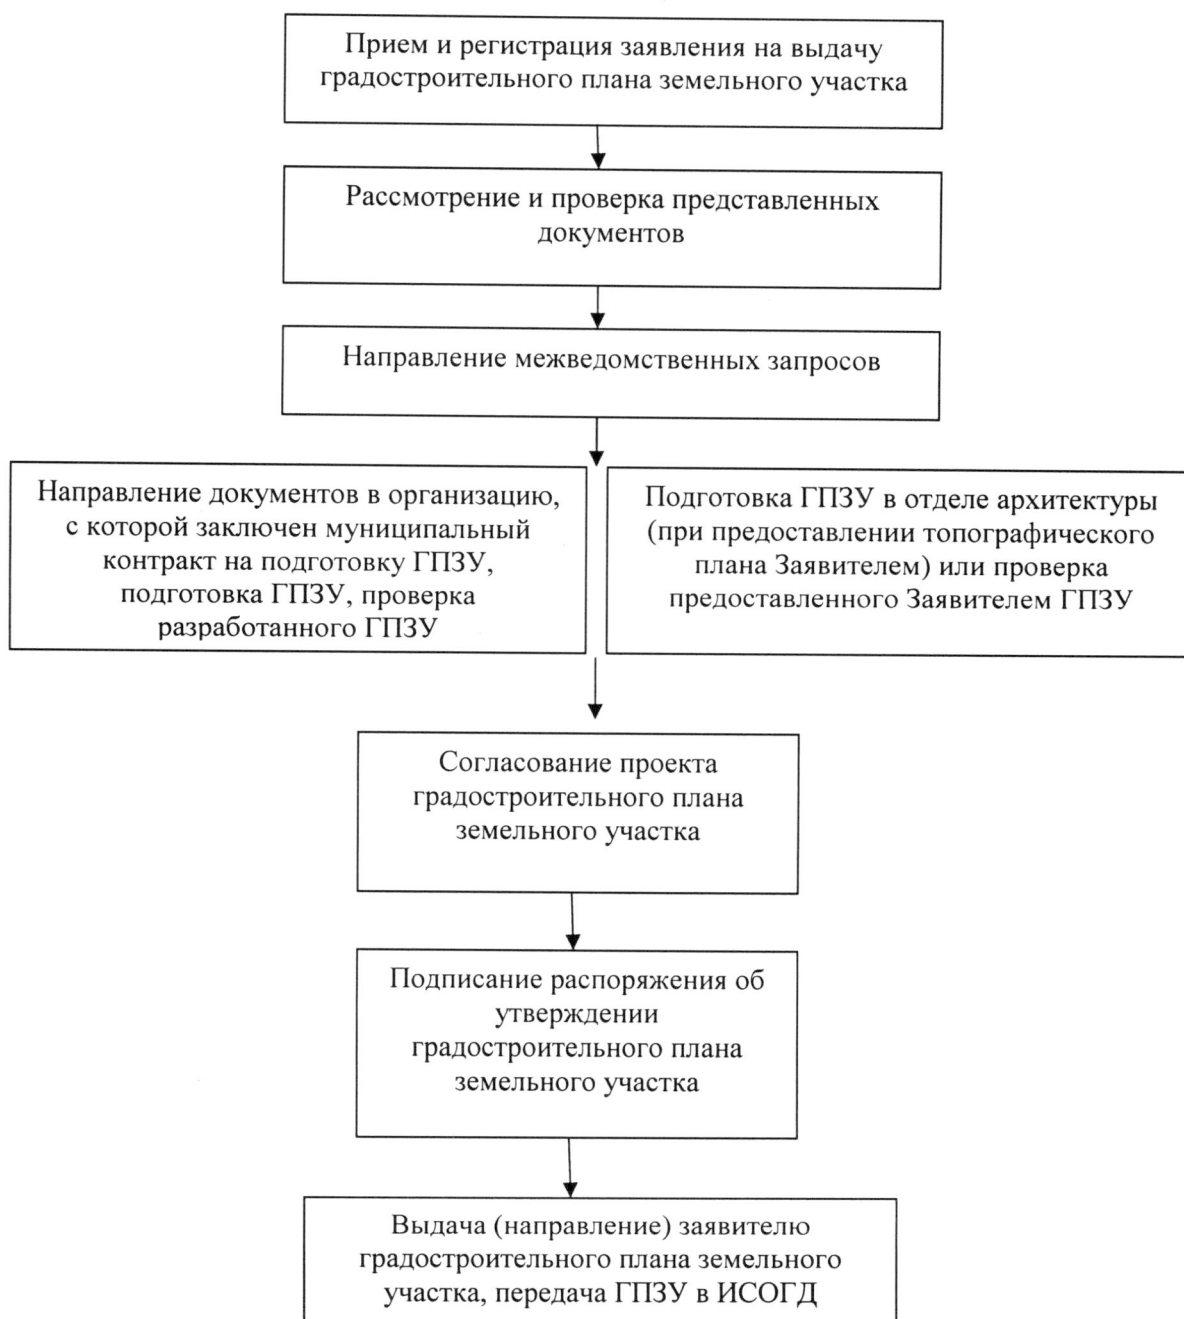 Прием и регистрация заявления на выдачу
градостроительного плана земельного участка
Рассмотрение и проверка представленных
документов
Направление межведомственных запросов
Направление документов в организацию,
с которой заключен муниципальный
контракт на подготовку ГПЗУ,
подготовка ГПЗУ, проверка
разработанного ГПЗУ
Подготовка ГПЗУ в отделе архитектуры
(при предоставлении топографического
плана Заявителем) или проверка
предоставленного Заявителем ГПЗУ
Согласование проекта
градостроительного плана
земельного участка
Подписание распоряжения об
утверждении
градостроительного плана
земельного участка
Выдача (направление) заявителю
градостроительного плана земельного
участка, передача ГПЗУ в ИСОГД